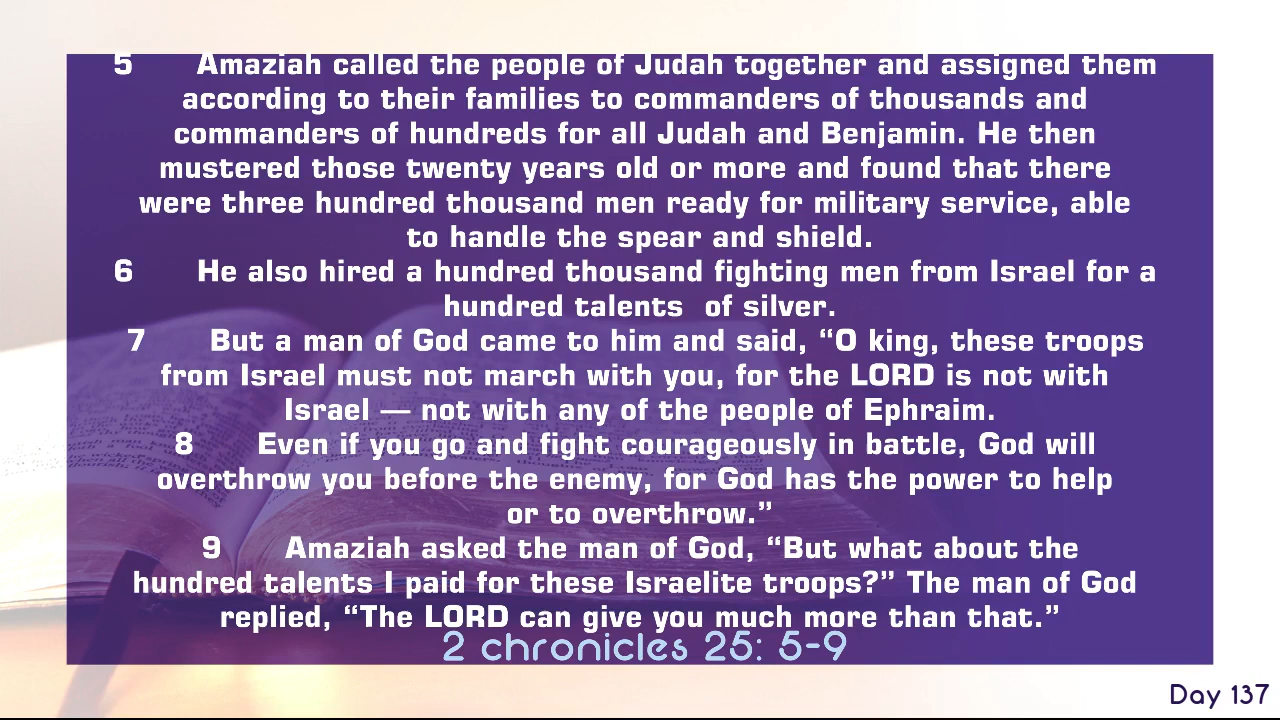 5 Amaziah called the people of Judah together and assigned them
according to their families to commanders of thousands and
commanders of hundreds for all Judah and Benjamin. He then
mustered those twenty years old or more and found that there
were three hundred thousand men ready for military service, able
to handle the spear and shield.
6 He also hired a hundred thousand fighting men from Israel for a
hundred talents of silver.
7 But a man of God came to him and said, “O king, these troops
from Israel must not march with you, for the LORD is not with
Israel — not with any of the people of Ephraim.
8 Even if you go and fight courageously in battle, God will
overthrow you before the enemy, for God has the power to help
or to overthrow.”
9 Amaziah asked the man of God, “But what about the
hundred talents I paid for these Israelite troops?” The man of God
replied, “The LORD can give you much more than that.”
2 chronicles 25: 5-9
Day 137